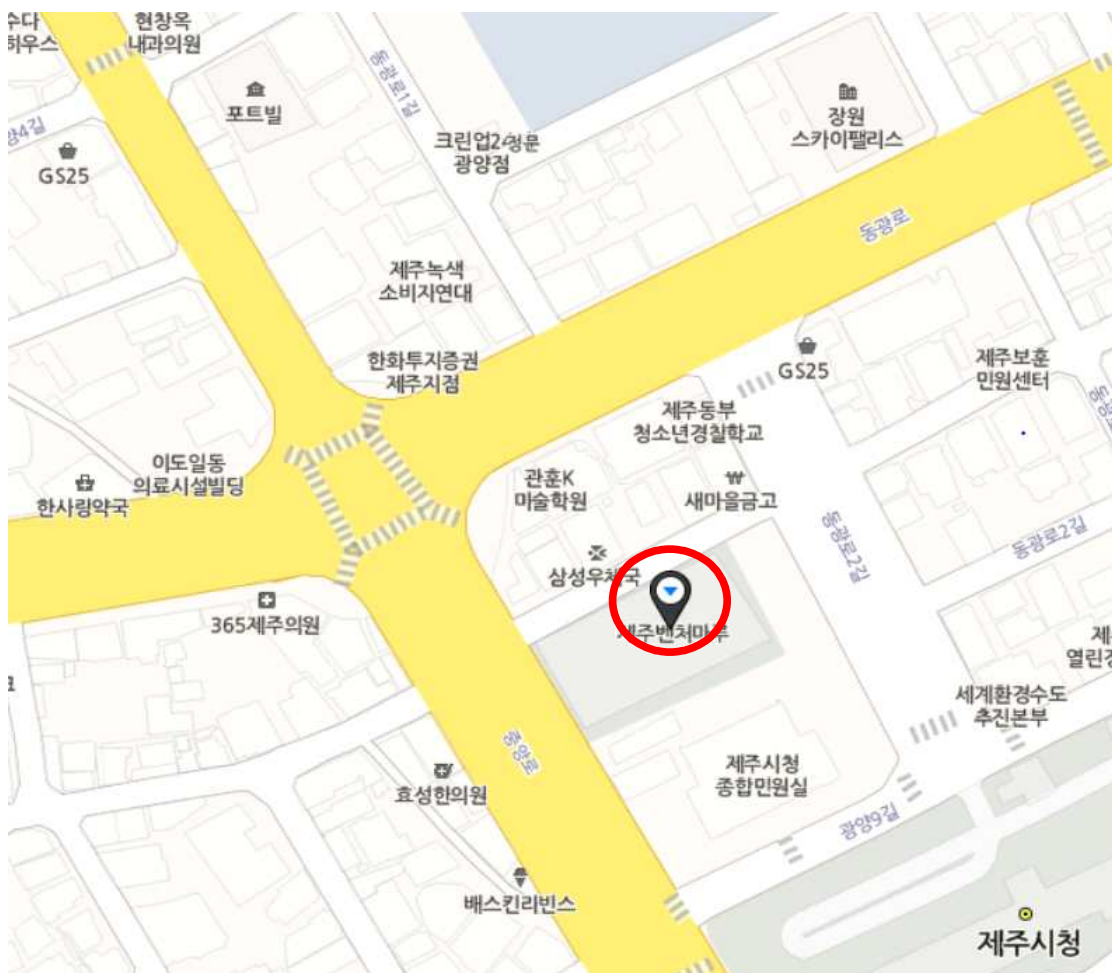 수다
하우스
현창옥
내과의원
포트빌
동광로1길
장원
스카이팰리스
크린업24
광양점
GS25
동광로
제주녹색
소비자연대
한화투자증권
제주지점
GS25
제주보훈
민원센터
제주동부
청소년경찰학교
이도일동
의료시설빌딩
한사랑약국
관훈K
미술학원
새마을금고
동광로2길
동광로2길
삼성우체국
제주벤처마루
365제주의원
세계환경수도
추진본부
중앙로
제주시청
종합민원실
효성한의원
광양9길
배스킨라빈스
제주시청